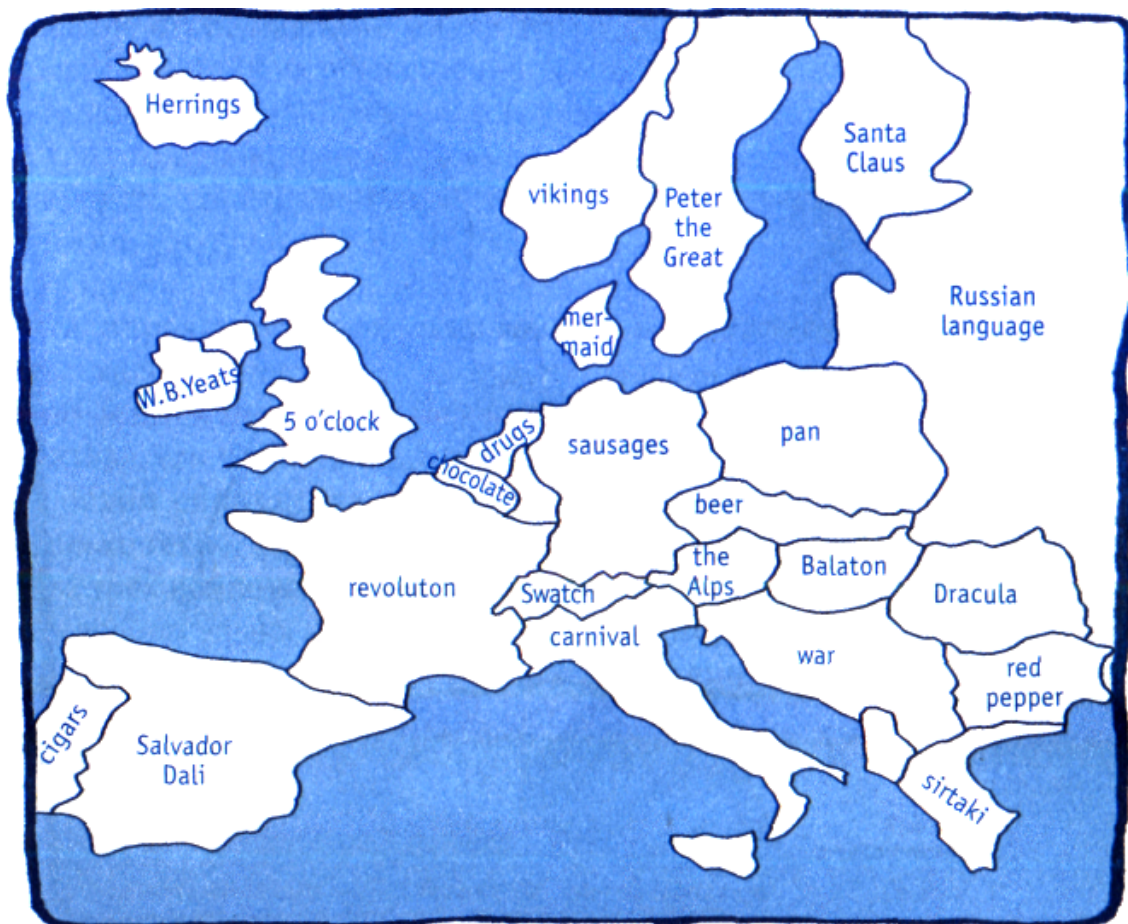 Herrings
Santa
Claus
vikings
Peter
the
Great
Russian
language
mer-
maid
W.B.Yeats
5 o'clock
drugs
chocolate
sausages
pan
beer
the
Alps
Balaton
Dracula
revoluton
Swatch
carnival
war
red
pepper
cigars
Salvador
Dali
sirtaki